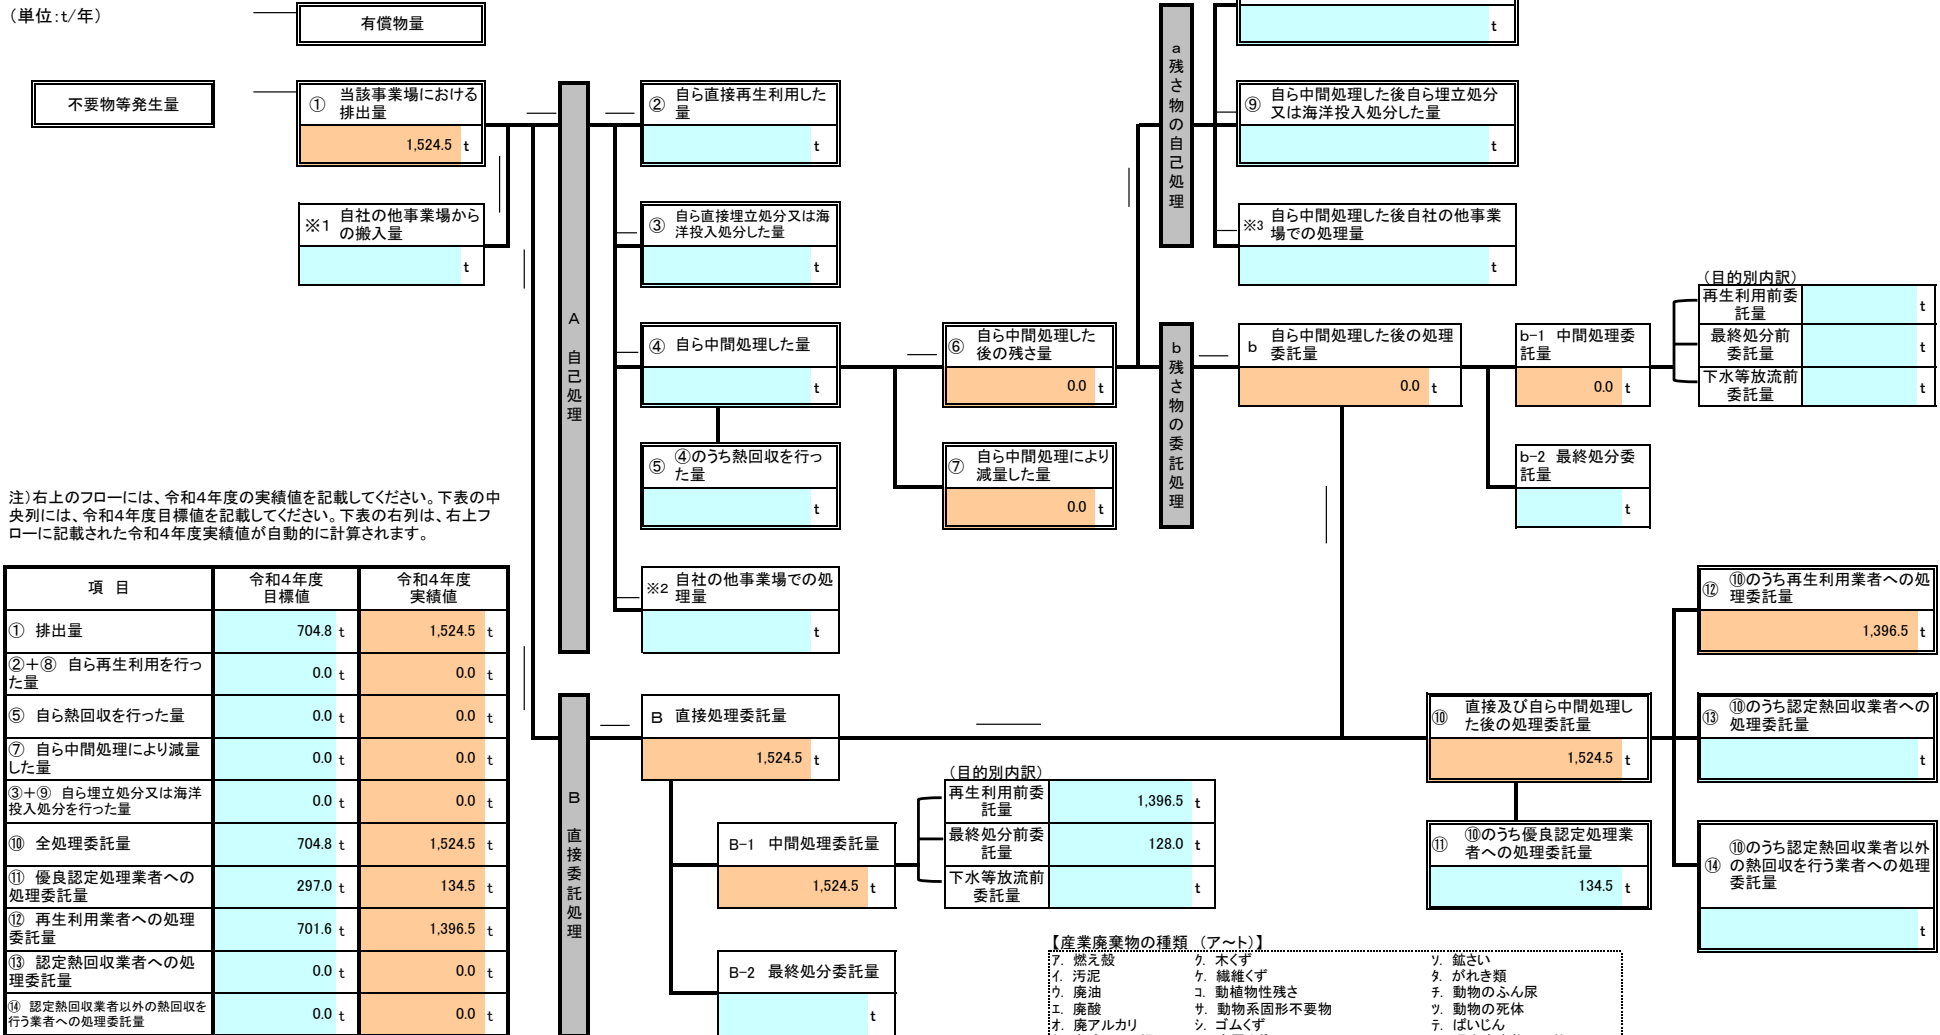 (単位:t/年)
有償物量
t
不要物等発生量
① 当該事業場における
排出量
1,524.5 t
※1 自社の他事業場から
の搬入量
t
A 自己処理
② 自ら直接再生利用した
量
t
③ 自ら直接埋立処分又は海
洋投入処分した量
t
④ 自ら中間処理した量
t
⑤ ④のうち熱回収を行っ
た量
t
※2 自社の他事業場での処
理量
t
⑥ 自ら中間処理した
後の残さ量
0.0 t
⑦ 自ら中間処理により
減量した量
0.0 t
a 残さ物の自己処理
⑨ 自ら中間処理した後自ら埋立処分
又は海洋投入処分した量
t
※3 自ら中間処理した後自社の他事業
場での処理量
t
b 残さ物の委託処理
b 自ら中間処理した後の処理
委託量
0.0 t
b-1 中間処理委
託量
0.0 t
b-2 最終処分委
託量
t
(目的別内訳)
再生利用前委
託量
t
最終処分前
委託量
t
下水等放流前
委託量
t
注)右上のフローには、令和4年度の実績値を記載してください。下表の中
央列には、令和4年度目標値を記載してください。下表の右列は、右上フ
ローに記載された令和4年度実績値が自動的に計算されます。
項 目
令和4年度
目標値
令和4年度
実績値
① 排出量 704.8 t 1,524.5 t
②+⑧ 自ら再生利用を行っ
た量 0.0 t 0.0 t
⑤ 自ら熱回収を行った量 0.0 t 0.0 t
⑦ 自ら中間処理により減量
した量 0.0 t 0.0 t
③+⑨ 自ら埋立処分又は海洋
投入処分を行った量 0.0 t 0.0 t
⑩ 全処理委託量 704.8 t 1,524.5 t
⑪ 優良認定処理業者への
処理委託量 297.0 t 134.5 t
⑫ 再生利用業者への処理
委託量 701.6 t 1,396.5 t
⑬ 認定熱回収業者への処
理委託量 0.0 t 0.0 t
⑭ 認定熱回収業者以外の熱回収を
行う業者への処理委託量 0.0 t 0.0 t
B 直接委託処理
B 直接処理委託量
1,524.5 t
B-1 中間処理委託量
1,524.5 t
B-2 最終処分委託量
t
(目的別内訳)
再生利用前委
託量
1,396.5 t
最終処分前委
託量
128.0 t
下水等放流前
委託量
t
⑩ 直接及び自ら中間処理し
た後の処理委託量
1,524.5 t
⑪ ⑩のうち優良認定処理業
者への処理委託量
134.5 t
⑫ ⑩のうち再生利用業者への処
理委託量
1,396.5 t
⑬ ⑩のうち認定熱回収業者への
処理委託量
t
⑭ ⑩のうち認定熱回収業者以外
の熱回収を行う業者への処理
委託量
t
【産業廃棄物の種類 (ア~ト)】
ア. 燃え殻 ク. 木くず ソ. 鉱さい
イ. 汚泥 ケ. 繊維くず タ. がれき類
ウ. 廃油 コ. 動植物性残さ チ. 動物のふん尿
エ. 廃酸 サ. 動物系固形不要物 ツ. 動物の死体
オ. 廃アルカリ シ. ゴムくず テ. ばいじん